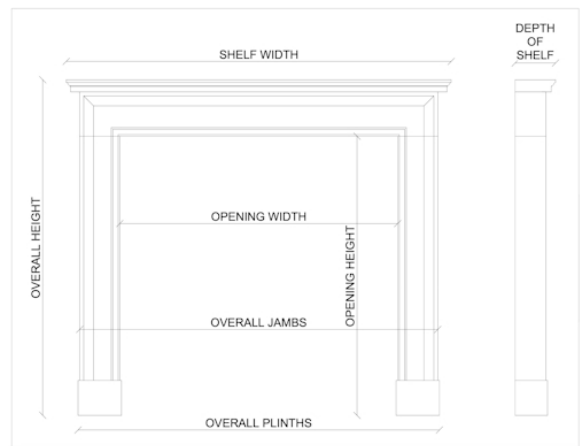 DEPTH
OF
SHELF
SHELF WIDTH
OVERALL HEIGHT
OPENING WIDTH
OPENING HEIGHT
OVERALL JAMBS
OVERALL PLINTHS